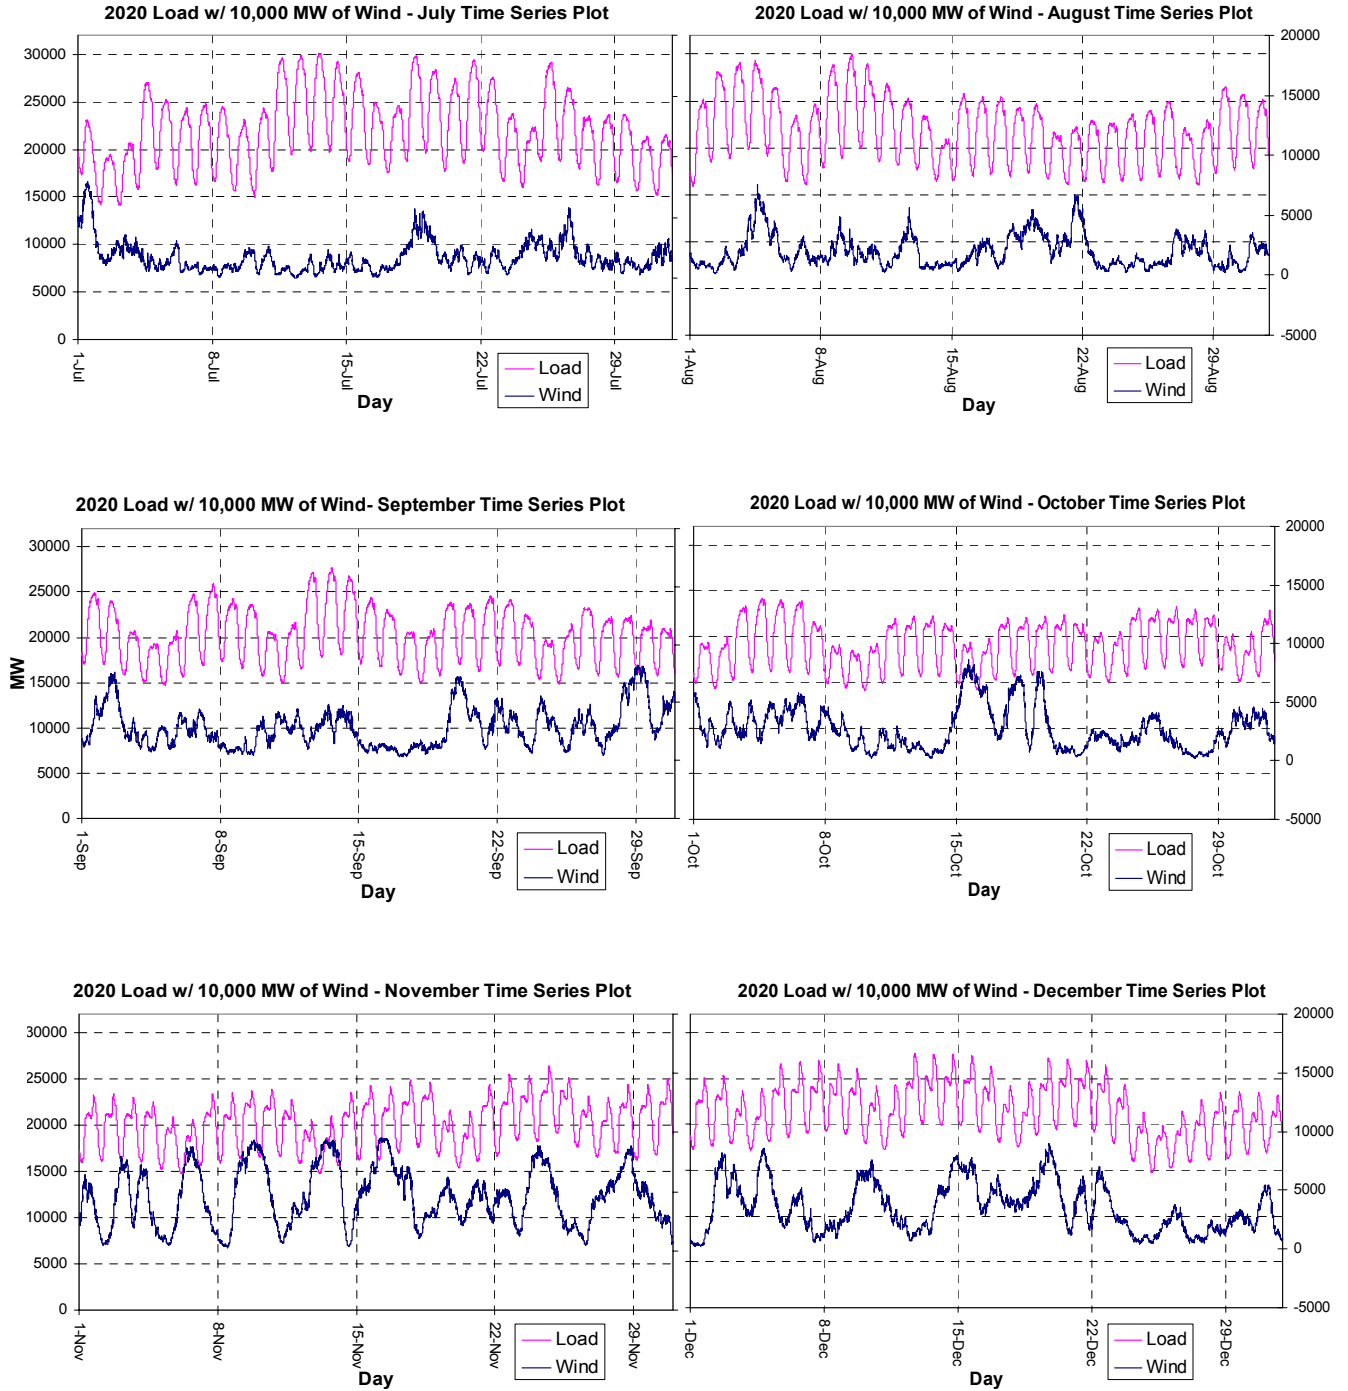 2020 Load w/ 10,000 MW of Wind - July Time Series Plot
30000
25000
20000
15000
10000
5000
0
1-Jul
8-Jul
15-Jul
22-Jul
29-Jul
Day
Load
Wind
2020 Load w/ 10,000 MW of Wind - August Time Series Plot
20000
15000
10000
5000
0
-5000
1-Aug
8-Aug
15-Aug
22-Aug
29-Aug
Day
Load
Wind
2020 Load w/ 10,000 MW of Wind- September Time Series Plot
MW
30000
25000
20000
15000
10000
5000
0
1-Sep
8-Sep
15-Sep
22-Sep
29-Sep
Day
Load
Wind
2020 Load w/ 10,000 MW of Wind - October Time Series Plot
20000
15000
10000
5000
0
-5000
1-Oct
8-Oct
15-Oct
22-Oct
29-Oct
Day
Load
Wind
2020 Load w/ 10,000 MW of Wind - November Time Series Plot
30000
25000
20000
15000
10000
5000
0
1-Nov
8-Nov
15-Nov
22-Nov
29-Nov
Day
Load
Wind
2020 Load w/ 10,000 MW of Wind - December Time Series Plot
20000
15000
10000
5000
0
-5000
1-Dec
8-Dec
15-Dec
22-Dec
29-Dec
Day
Load
Wind